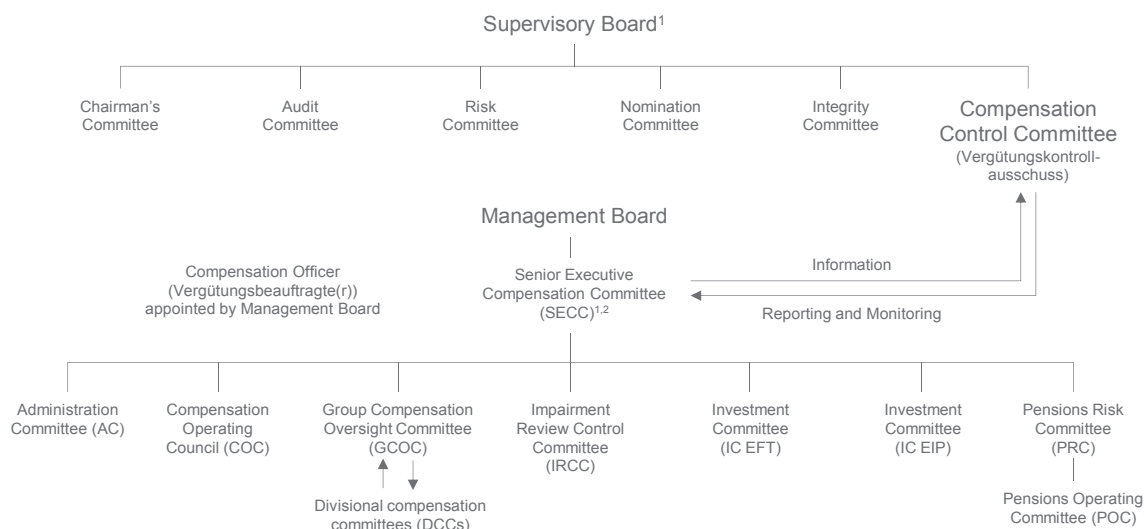 Supervisory Board¹
Chairman's
Committee
Audit
Committee
Risk
Committee
Nomination
Committee
Integrity
Committee
Compensation
Control Committee
(Vergütungskontroll-
ausschuss)
Management Board
Compensation Officer
(Vergütungsbeauftragte(r))
appointed by Management Board
Senior Executive
Compensation Committee
(SECC)¹,²
Information
Reporting and Monitoring
Administration
Committee (AC)
Compensation
Operating
Council (COC)
Group Compensation
Oversight Committee
(GCOC)
Impairment
Review Control
Committee
(IRCC)
Investment
Committee
(IC EFT)
Investment
Committee
(IC EIP)
Pensions Risk
Committee
(PRC)
Divisional compensation
committees (DCCs)
Pensions Operating
Committee (POC)